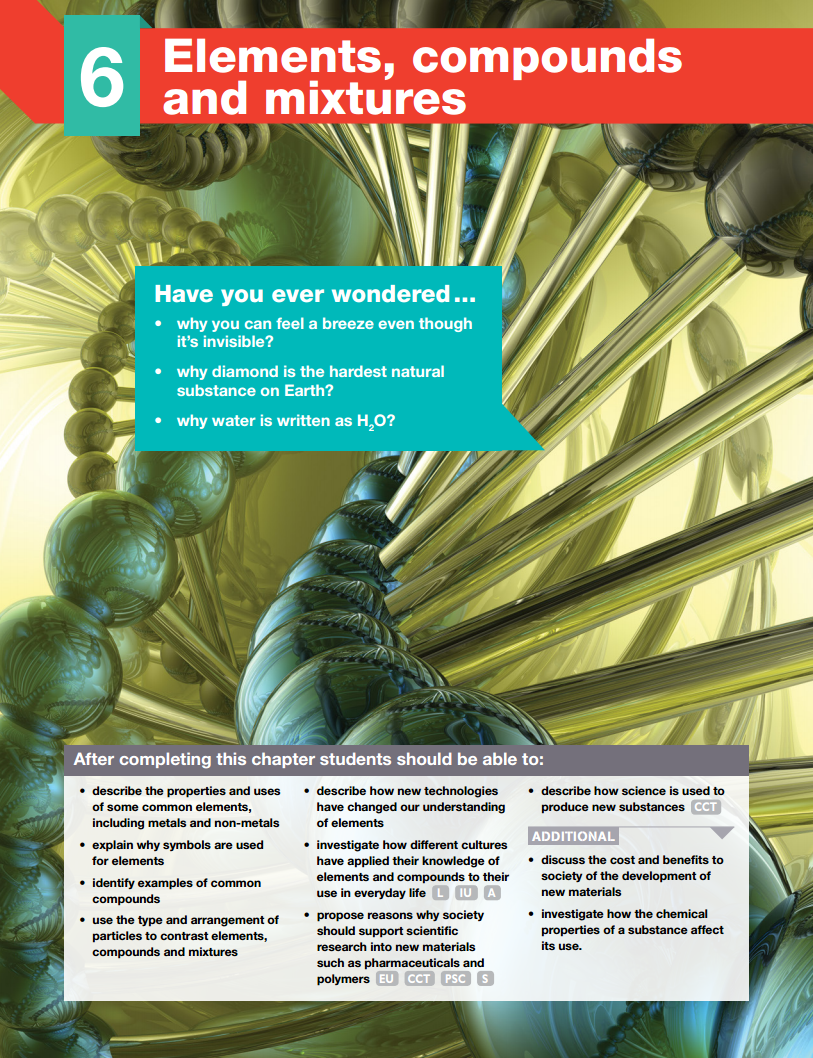 6
Elements, compounds
and mixtures
Have you ever wondered...
• why you can feel a breeze even though
it's invisible?
• why diamond is the hardest natural
substance on Earth?
• why water is written as H₂O?
After completing this chapter students should be able to:
• describe the properties and uses
of some common elements,
including metals and non-metals
• explain why symbols are used
for elements
• identify examples of common
compounds
• use the type and arrangement of
particles to contrast elements,
compounds and mixtures
• describe how new technologies
have changed our understanding
of elements
• investigate how different cultures
have applied their knowledge of
elements and compounds to their
use in everyday life L IU A
• propose reasons why society
should support scientific
research into new materials
such as pharmaceuticals and
polymers EU CCT PSC S
• describe how science is used to
produce new substances CCT
ADDITIONAL
• discuss the cost and benefits to
society of the development of
new materials
• investigate how the chemical
properties of a substance affect
its use.